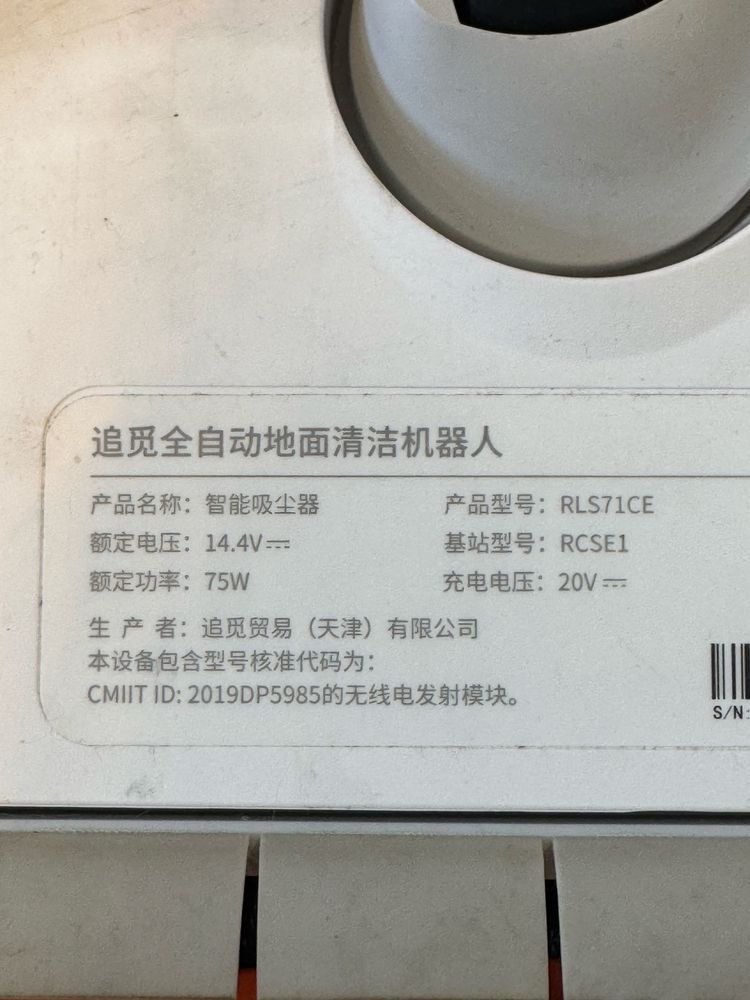 追觅全自动地面清洁机器人
产品名称：智能吸尘器 产品型号：RLS71CE
额定电压：14.4V⎓ 基站型号：RCSE1
额定功率：75W 充电电压：20V⎓
生 产 者：追觅贸易（天津）有限公司
本设备包含型号核准代码为：
CMIIT ID: 2019DP5985的无线电发射模块。
S/N: